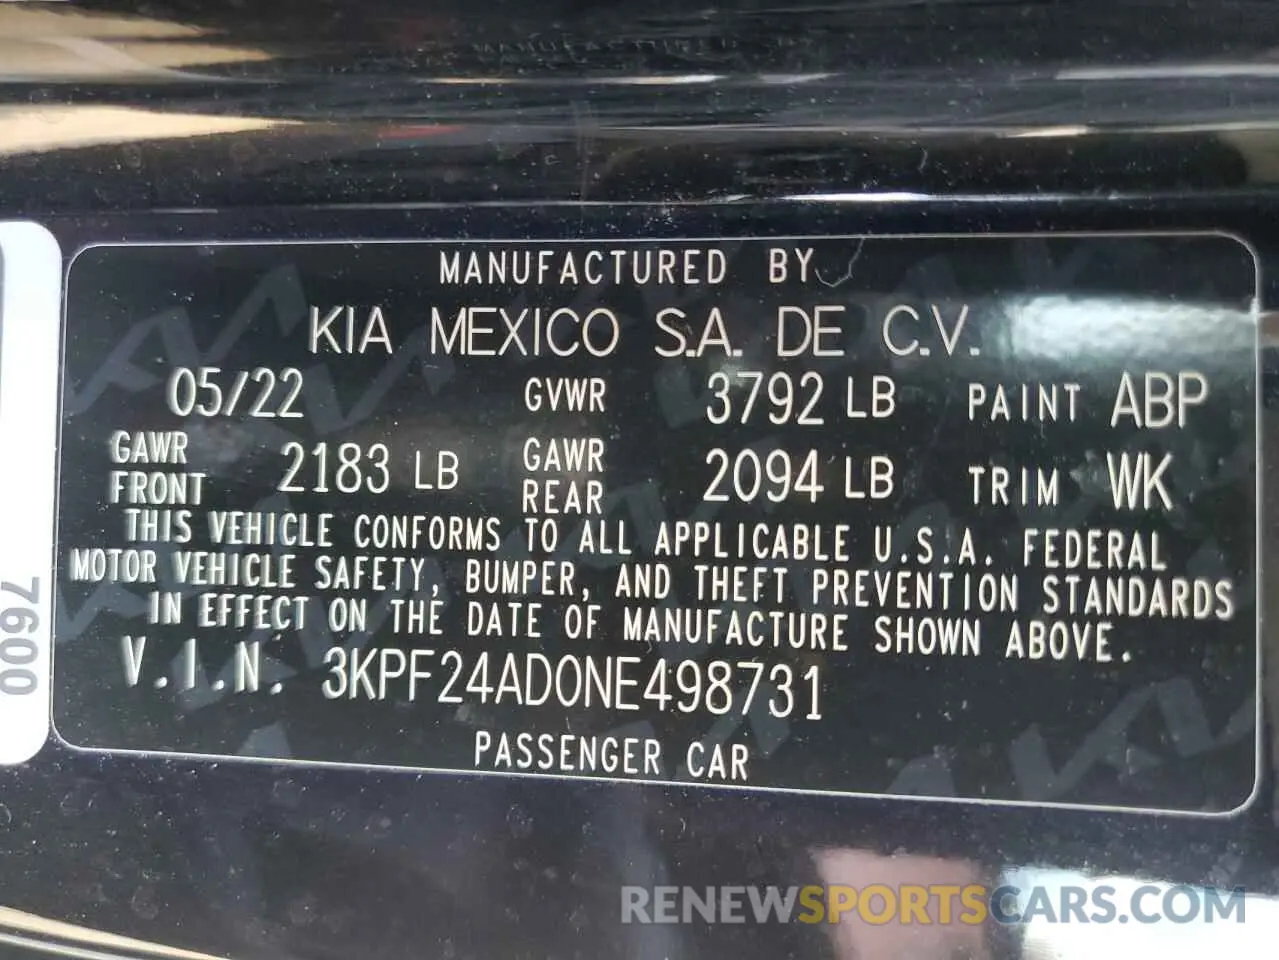 MANUFACTURED BY
KIA MEXICO S.A. DE C.V.
05/22 GVWR 3792 LB PAINT ABP
GAWR FRONT 2183 LB GAWR REAR 2094 LB TRIM WK
THIS VEHICLE CONFORMS TO ALL APPLICABLE U.S.A. FEDERAL
MOTOR VEHICLE SAFETY, BUMPER, AND THEFT PREVENTION STANDARDS
IN EFFECT ON THE DATE OF MANUFACTURE SHOWN ABOVE.
V.I.N. 3KPF24AD0NE498731
PASSENGER CAR
7600
RENEWSPORTSCARS.COM